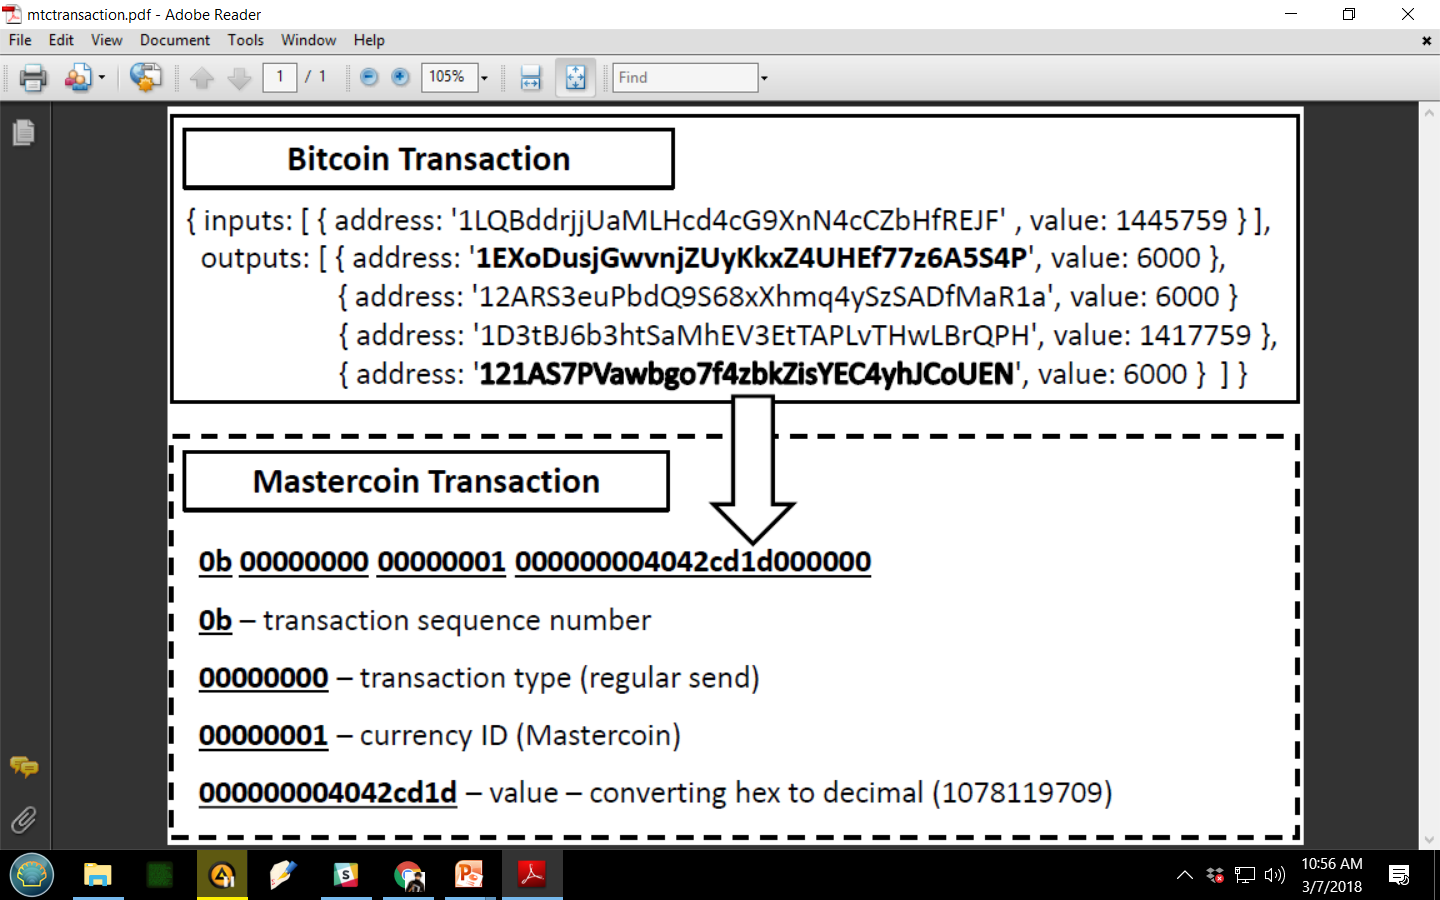 mtctransaction.pdf - Adobe Reader
File Edit View Document Tools Window Help
1 / 1 105% Find
Bitcoin Transaction
{ inputs: [ { address: '1LQBddrjjUaMLHcd4cG9XnN4cCZbHfREJF' , value: 1445759 } ],
outputs: [ { address: '1EXoDusjGwvnjZUyKkxZ4UHEf77z6A5S4P', value: 6000 },
{ address: '12ARS3euPbdQ9S68xXhmq4ySzSADfMaR1a', value: 6000 }
{ address: '1D3tBJ6b3htSaMhEV3EtTAPLvTHwLBrQPH', value: 1417759 },
{ address: '121AS7PVawbgo7f4zbkZisYEC4yhJCoUEN', value: 6000 } ] }
Mastercoin Transaction
0b 00000000 00000001 000000004042cd1d000000
0b – transaction sequence number
00000000 – transaction type (regular send)
00000001 – currency ID (Mastercoin)
000000004042cd1d – value – converting hex to decimal (1078119709)
10:56 AM
3/7/2018